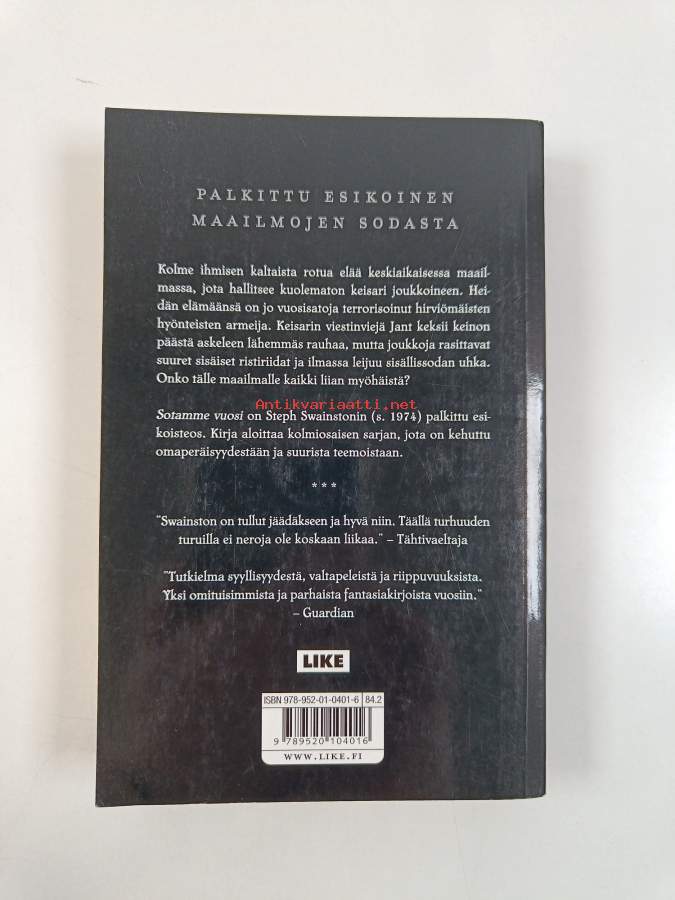 PALKITTU ESIKOINEN
MAAILMOJEN SODASTA
Kolme ihmisen kaltaista rotua elää keskiaikaisessa maail-
massa, jota hallitsee kuolematon keisari joukkoineen. Hei-
dän elämäänsä on jo vuosisatoja terrorisoinut hirviömäisten
hyönteisten armeija. Keisarin viestinviejä Jant keksii keinon
päästä askeleen lähemmäs rauhaa, mutta joukkoja rasittavat
suuret sisäiset ristiriidat ja ilmassa leijuu sisällissodan uhka.
Onko tälle maailmalle kaikki liian myöhäistä?
Antikvariaatti.net
Sotamme vuosi on Steph Swainstonin (s. 1974) palkittu esi-
koisteos. Kirja aloittaa kolmiosaisen sarjan, jota on kehuttu
omaperäisyydestään ja suurista teemoistaan.
***
"Swainston on tullut jäädäkseen ja hyvä niin. Täällä turhuuden
turuilla ei neroja ole koskaan liikaa." – Tähtivaeltaja
"Tutkielma syyllisyydestä, valtapeleistä ja riippuvuuksista.
Yksi omituisimmista ja parhaista fantasiakirjoista vuosiin."
– Guardian
LIKE
ISBN 978-952-01-0401-6 84.2
9 789520 104016
WWW.LIKE.FI